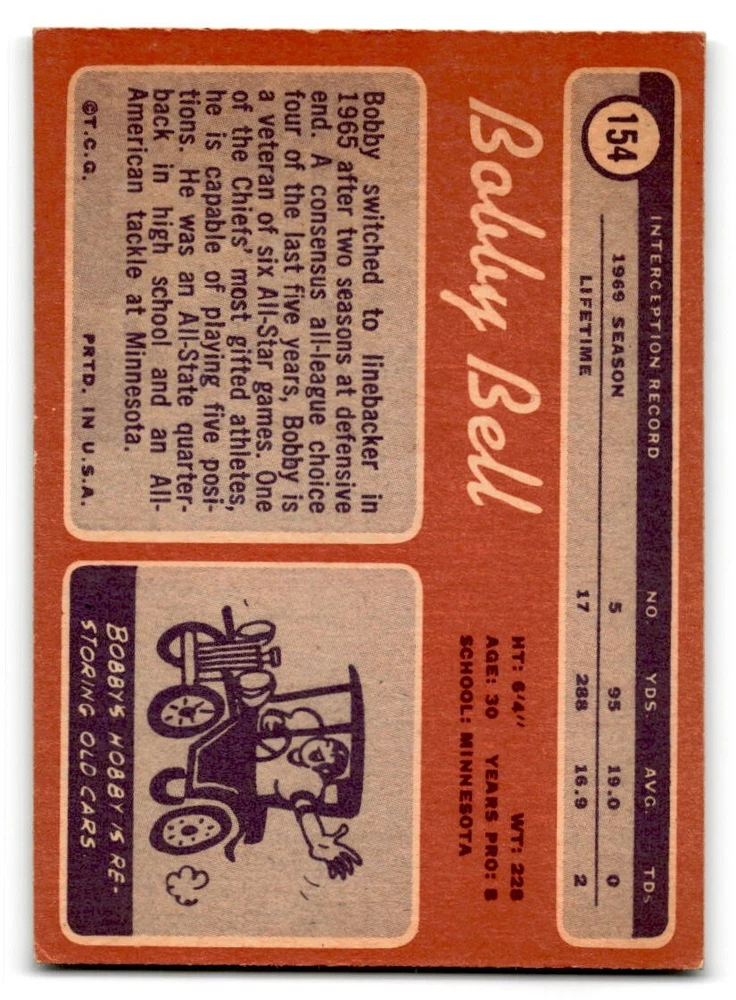 154
INTERCEPTION RECORD NO. YDS. AVG. TDs
1969 SEASON 5 95 19.0 0
LIFETIME 17 288 16.9 2
Bobby Bell
HT: 6'4" WT: 228
AGE: 30 YEARS PRO: 8
SCHOOL: MINNESOTA
Bobby switched to linebacker in
1965 after two seasons at defensive
end. A consensus all-league choice
four of the last five years, Bobby is
a veteran of six All-Star games. One
of the Chiefs' most gifted athletes,
he is capable of playing five posi-
tions. He was an All-State quarter-
back in high school and an All-
American tackle at Minnesota.
©T.C.G. PRTD. IN U.S.A.
BOBBY'S HOBBY IS RE-
STORING OLD CARS.